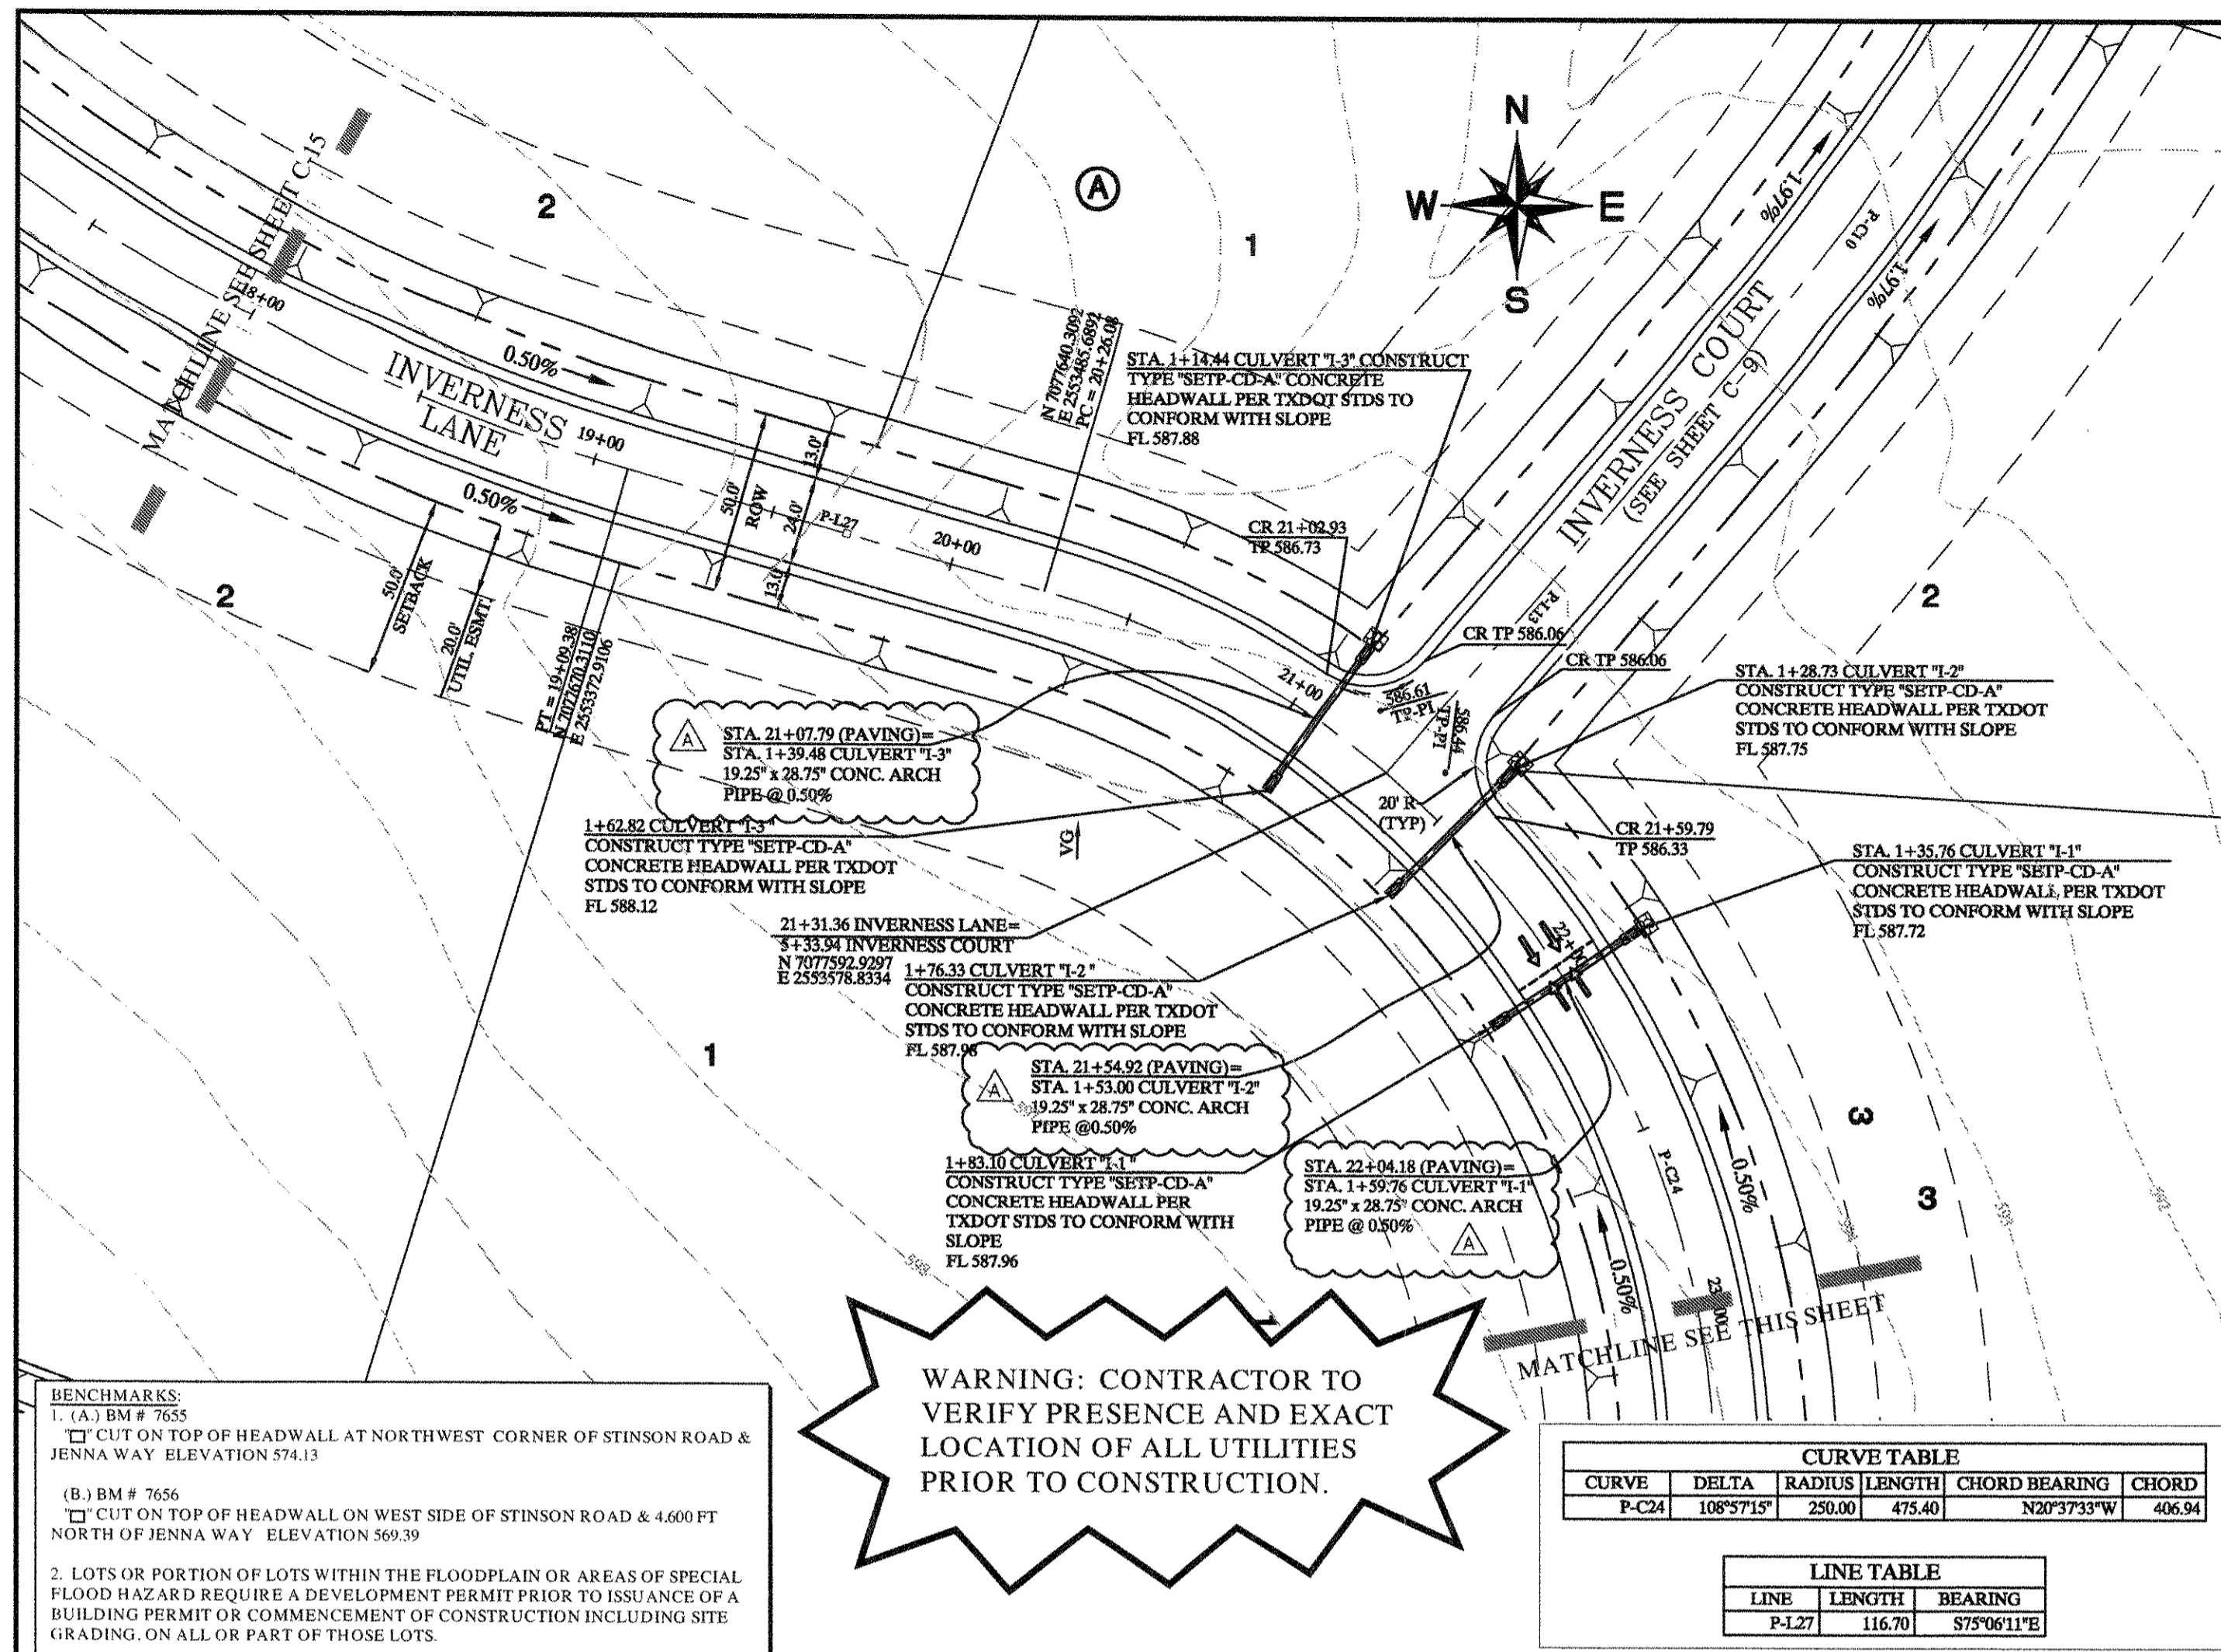 MATCHLINE SEE SHEET C-15
18+00
2
A
1
N
W
E
S
1.97%
1.97%
P-C10
INVERNESS COURT
(SEE SHEET C-9)
N 7077640.3092
E 2553485.6892
PC = 20+26.08
STA. 1+14.44 CULVERT "I-3" CONSTRUCT
TYPE "SETP-CD-A" CONCRETE
HEADWALL PER TXDOT STDS TO
CONFORM WITH SLOPE
FL 587.88
0.50%
INVERNESS
LANE
19+00
0.50%
50.0'
ROW
13.0'
24.0'
13.0'
P-L27
20+00
CR 21+02.93
TP 586.73
2
50.0'
SETBACK
20.0'
UTIL. ESMT.
PT = 19+09.38
N 7077670.3110
E 2553372.9106
2
P-L13
CR TP 586.06
CR TP 586.06
21+00
586.61
TP-PI
586.44
TP-PI
STA. 1+28.73 CULVERT "I-2"
CONSTRUCT TYPE "SETP-CD-A"
CONCRETE HEADWALL PER TXDOT
STDS TO CONFORM WITH SLOPE
FL 587.75
A
STA. 21+07.79 (PAVING)=
STA. 1+39.48 CULVERT "I-3"
19.25" x 28.75" CONC. ARCH
PIPE @ 0.50%
20' R
(TYP)
1+62.82 CULVERT "I-3"
CONSTRUCT TYPE "SETP-CD-A"
CONCRETE HEADWALL PER TXDOT
STDS TO CONFORM WITH SLOPE
FL 588.12
VG
CR 21+59.79
TP 586.33
STA. 1+35.76 CULVERT "I-1"
CONSTRUCT TYPE "SETP-CD-A"
CONCRETE HEADWALL PER TXDOT
STDS TO CONFORM WITH SLOPE
FL 587.72
21+31.36 INVERNESS LANE=
5+33.94 INVERNESS COURT
N 7077592.9297
E 2553578.8334
1+76.33 CULVERT "I-2 "
CONSTRUCT TYPE "SETP-CD-A"
CONCRETE HEADWALL PER TXDOT
STDS TO CONFORM WITH SLOPE
FL 587.98
1
A
STA. 21+54.92 (PAVING)=
STA. 1+53.00 CULVERT "I-2"
19.25" x 28.75" CONC. ARCH
PIPE @0.50%
1+83.10 CULVERT "I-1 "
CONSTRUCT TYPE "SETP-CD-A"
CONCRETE HEADWALL PER
TXDOT STDS TO CONFORM WITH
SLOPE
FL 587.96
STA. 22+04.18 (PAVING)=
STA. 1+59.76 CULVERT "I-1"
19.25" x 28.75" CONC. ARCH
PIPE @ 0.50%
A
P-C24
0.50%
0.50%
3
3
598
593
MATCHLINE SEE THIS SHEET
WARNING: CONTRACTOR TO
VERIFY PRESENCE AND EXACT
LOCATION OF ALL UTILITIES
PRIOR TO CONSTRUCTION.
BENCHMARKS:
1. (A.) BM # 7655
"□" CUT ON TOP OF HEADWALL AT NORTHWEST CORNER OF STINSON ROAD &
JENNA WAY ELEVATION 574.13
(B.) BM # 7656
"□" CUT ON TOP OF HEADWALL ON WEST SIDE OF STINSON ROAD & 4.600 FT
NORTH OF JENNA WAY ELEVATION 569.39
2. LOTS OR PORTION OF LOTS WITHIN THE FLOODPLAIN OR AREAS OF SPECIAL
FLOOD HAZARD REQUIRE A DEVELOPMENT PERMIT PRIOR TO ISSUANCE OF A
BUILDING PERMIT OR COMMENCEMENT OF CONSTRUCTION INCLUDING SITE
GRADING. ON ALL OR PART OF THOSE LOTS.
CURVE TABLE
CURVE DELTA RADIUS LENGTH CHORD BEARING CHORD
P-C24 108°57'15" 250.00 475.40 N20°37'33"W 406.94
LINE TABLE
LINE LENGTH BEARING
P-L27 116.70 S75°06'11"E